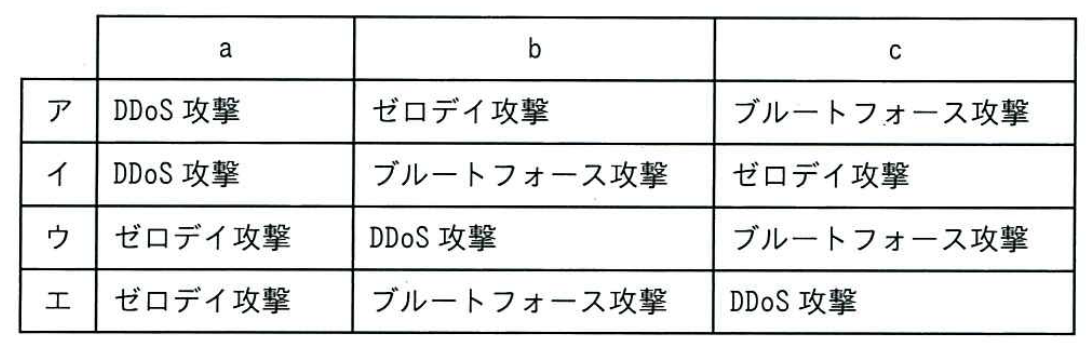 a b c
ア DDoS 攻撃 ゼロデイ攻撃 ブルートフォース攻撃
イ DDoS 攻撃 ブルートフォース攻撃 ゼロデイ攻撃
ウ ゼロデイ攻撃 DDoS 攻撃 ブルートフォース攻撃
エ ゼロデイ攻撃 ブルートフォース攻撃 DDoS 攻撃